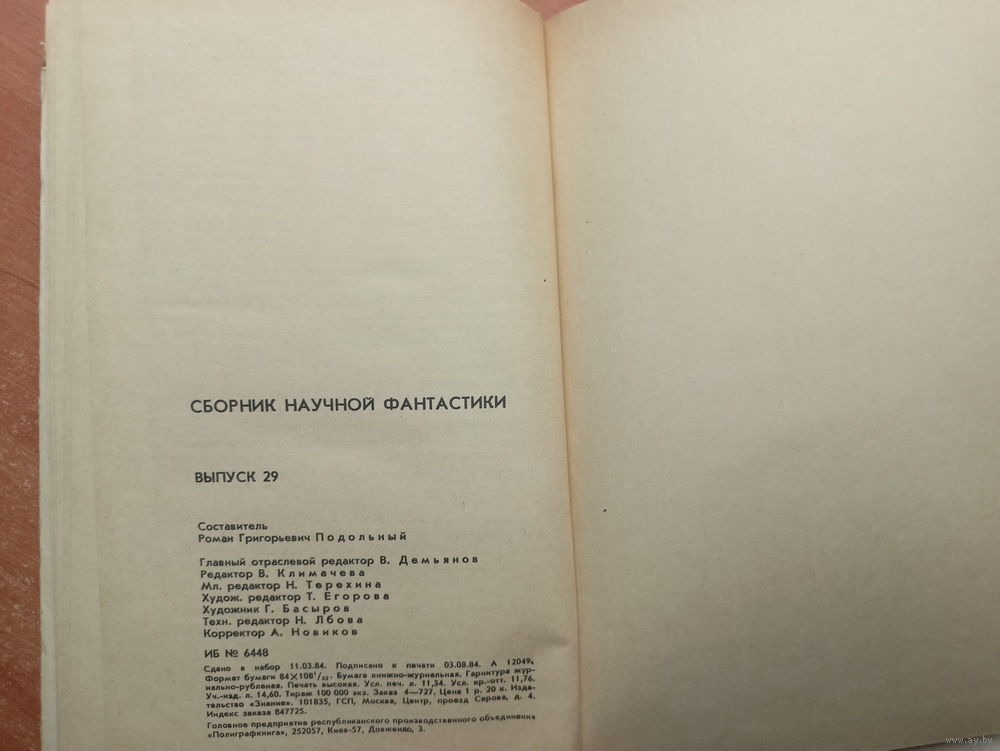 СБОРНИК НАУЧНОЙ ФАНТАСТИКИ
ВЫПУСК 29
Составитель
Роман Григорьевич Подольный
Главный отраслевой редактор В. Демьянов
Редактор В. Климачева
Мл. редактор Н. Терехина
Худож. редактор Т. Егорова
Художник Г. Басыров
Техн. редактор Н. Лбова
Корректор А. Новиков
ИБ № 6448
Сдано в набор 11.03.84. Подписано к печати 03.08.84. А 12049.
Формат бумаги 84×108¹/₃₂. Бумага книжно-журнальная. Гарнитура жур-
нально-рубленая. Печать высокая. Усл. печ. л. 11,34. Усл. кр.-отт. 11,76.
Уч.-изд. л. 14,60. Тираж 100 000 экз. Заказ 4—727. Цена 1 р. 20 к. Изда-
тельство «Знание». 101835, ГСП, Москва, Центр, проезд Серова, д. 4.
Индекс заказа 847725.
Головное предприятие республиканского производственного объединения
«Полиграфкнига», 252057, Киев-57, Довженко, 3.
www.ay.by